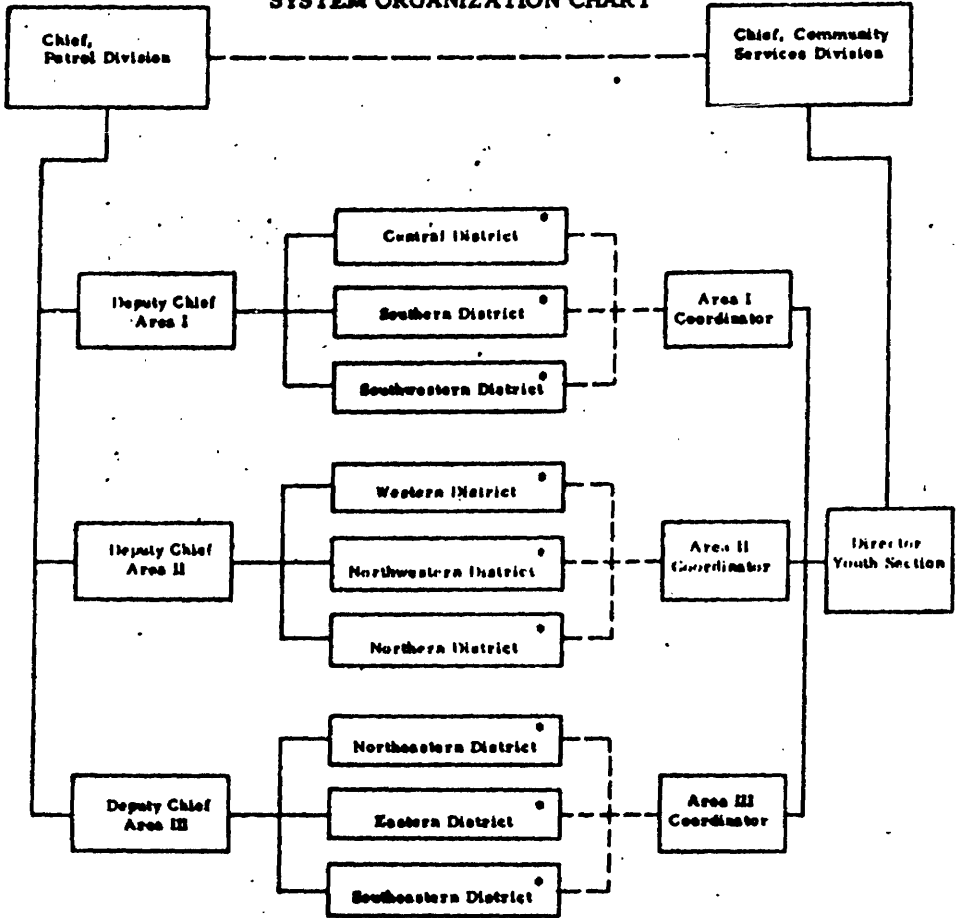 SYSTEM ORGANIZATION CHART
Chief,
Patrol Division
Chief, Community
Services Division
Central District *
Southern District *
Southwestern District *
Deputy Chief
Area I
Area I
Coordinator
Western District *
Northwestern District *
Northern District *
Deputy Chief
Area II
Area II
Coordinator
Director
Youth Section
Northeastern District *
Eastern District *
Southeastern District *
Deputy Chief
Area III
Area III
Coordinator